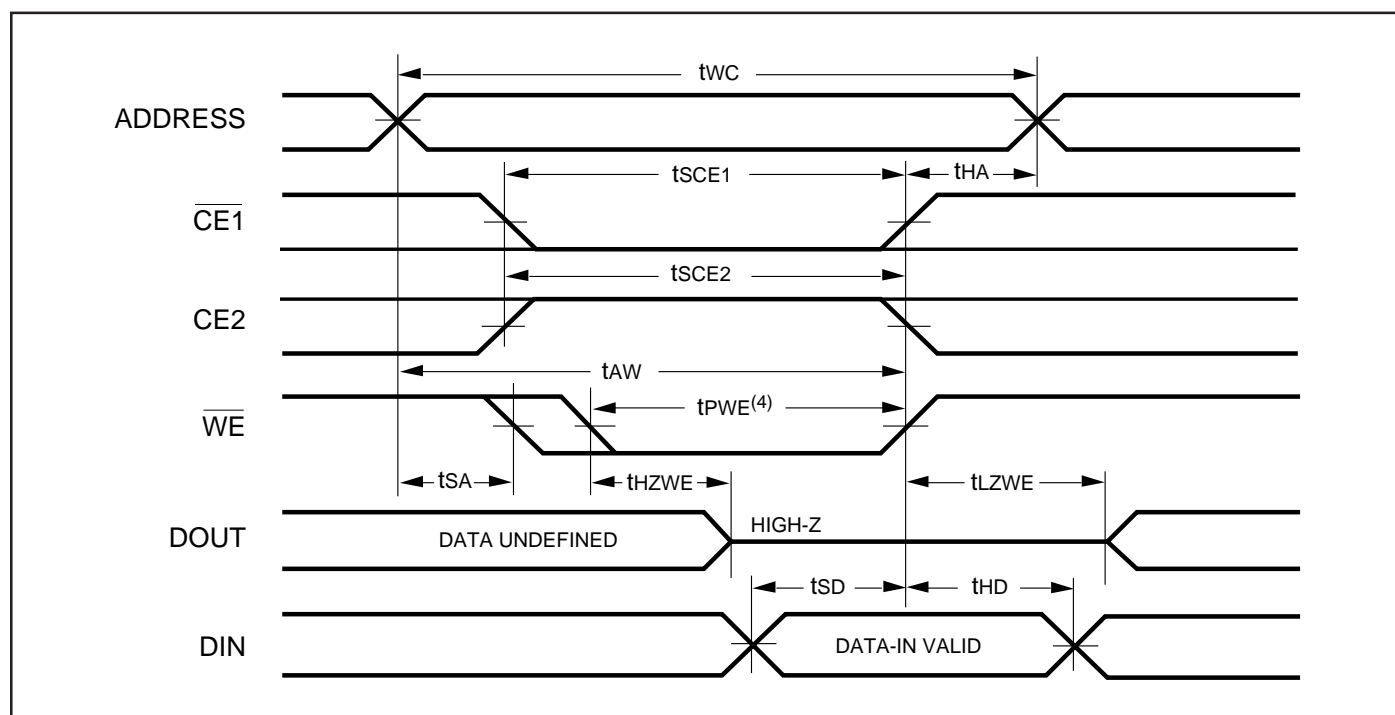 tWC
ADDRESS
tSCE1
tHA
CE1
tSCE2
CE2
tAW
tPWE(4)
WE
tSA
tHZWE
tLZWE
DOUT
DATA UNDEFINED
HIGH-Z
tSD
tHD
DIN
DATA-IN VALID